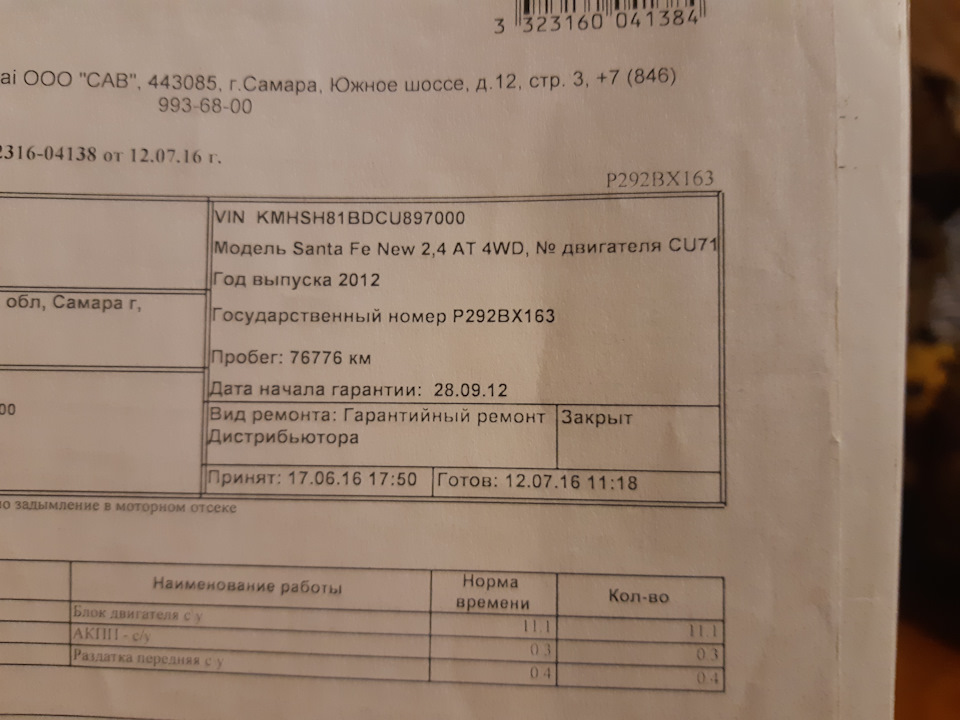 3 323160 041384
ai ООО "САВ", 443085, г.Самара, Южное шоссе, д.12, стр. 3, +7 (846)
993-68-00
2316-04138 от 12.07.16 г.
Р292ВХ163
VIN KMHSH81BDCU897000
Модель Santa Fe New 2,4 AT 4WD, № двигателя CU71
Год выпуска 2012
обл, Самара г,
Государственный номер Р292ВХ163
Пробег: 76776 км
Дата начала гарантии: 28.09.12
00
Вид ремонта: Гарантийный ремонт
Дистрибьютора
Закрыт
Принят: 17.06.16 17:50
Готов: 12.07.16 11:18
но задымление в моторном отсеке
Наименование работы
Норма
времени
Кол-во
Блок двигателя с/у
11.1
11.1
АКПП - с/у
0.3
0.3
Раздатка передняя с/у
0.4
0.4